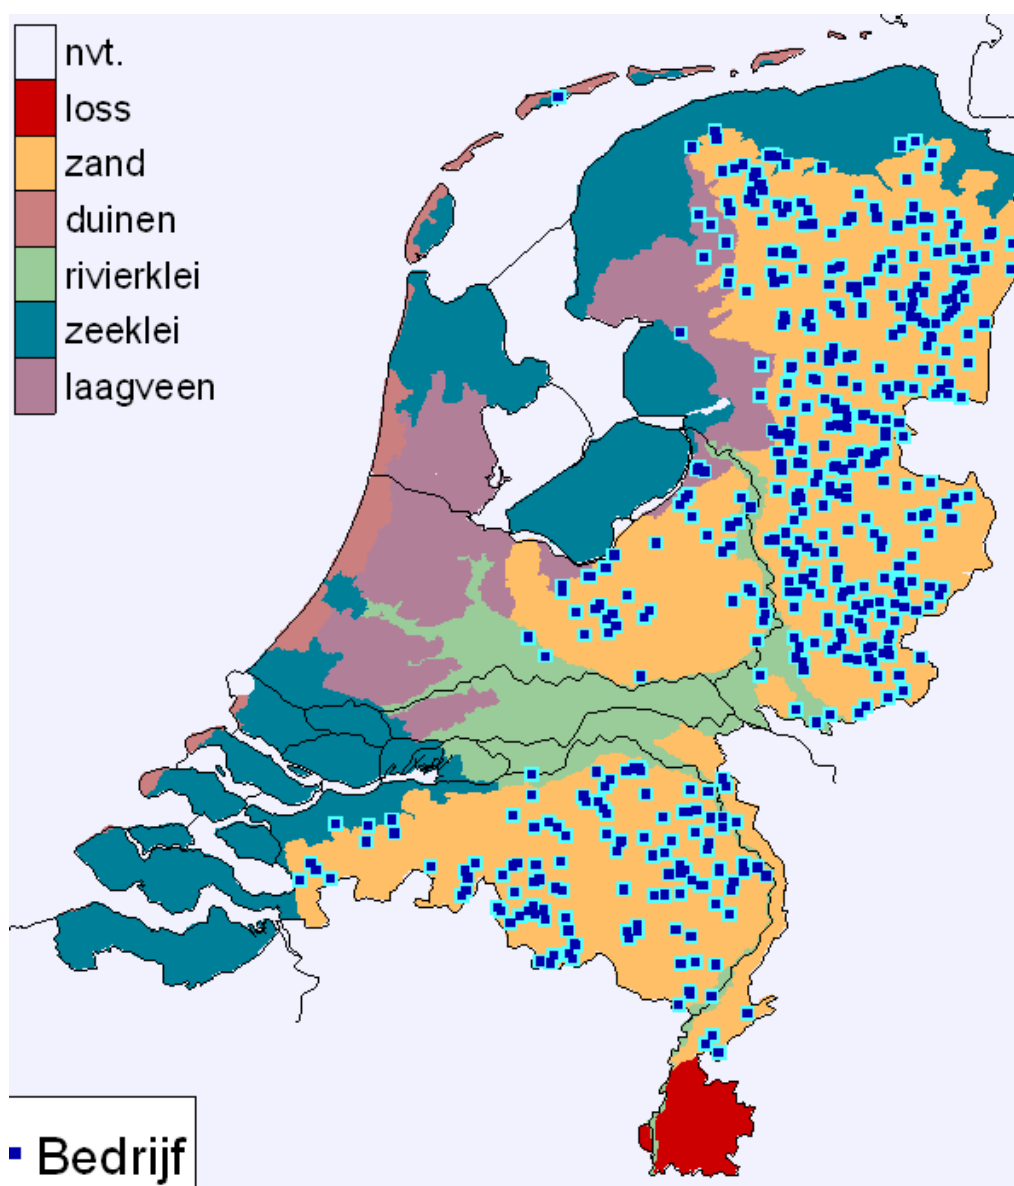 nvt.
loss
zand
duinen
rivierklei
zeeklei
laagveen
Bedrijf